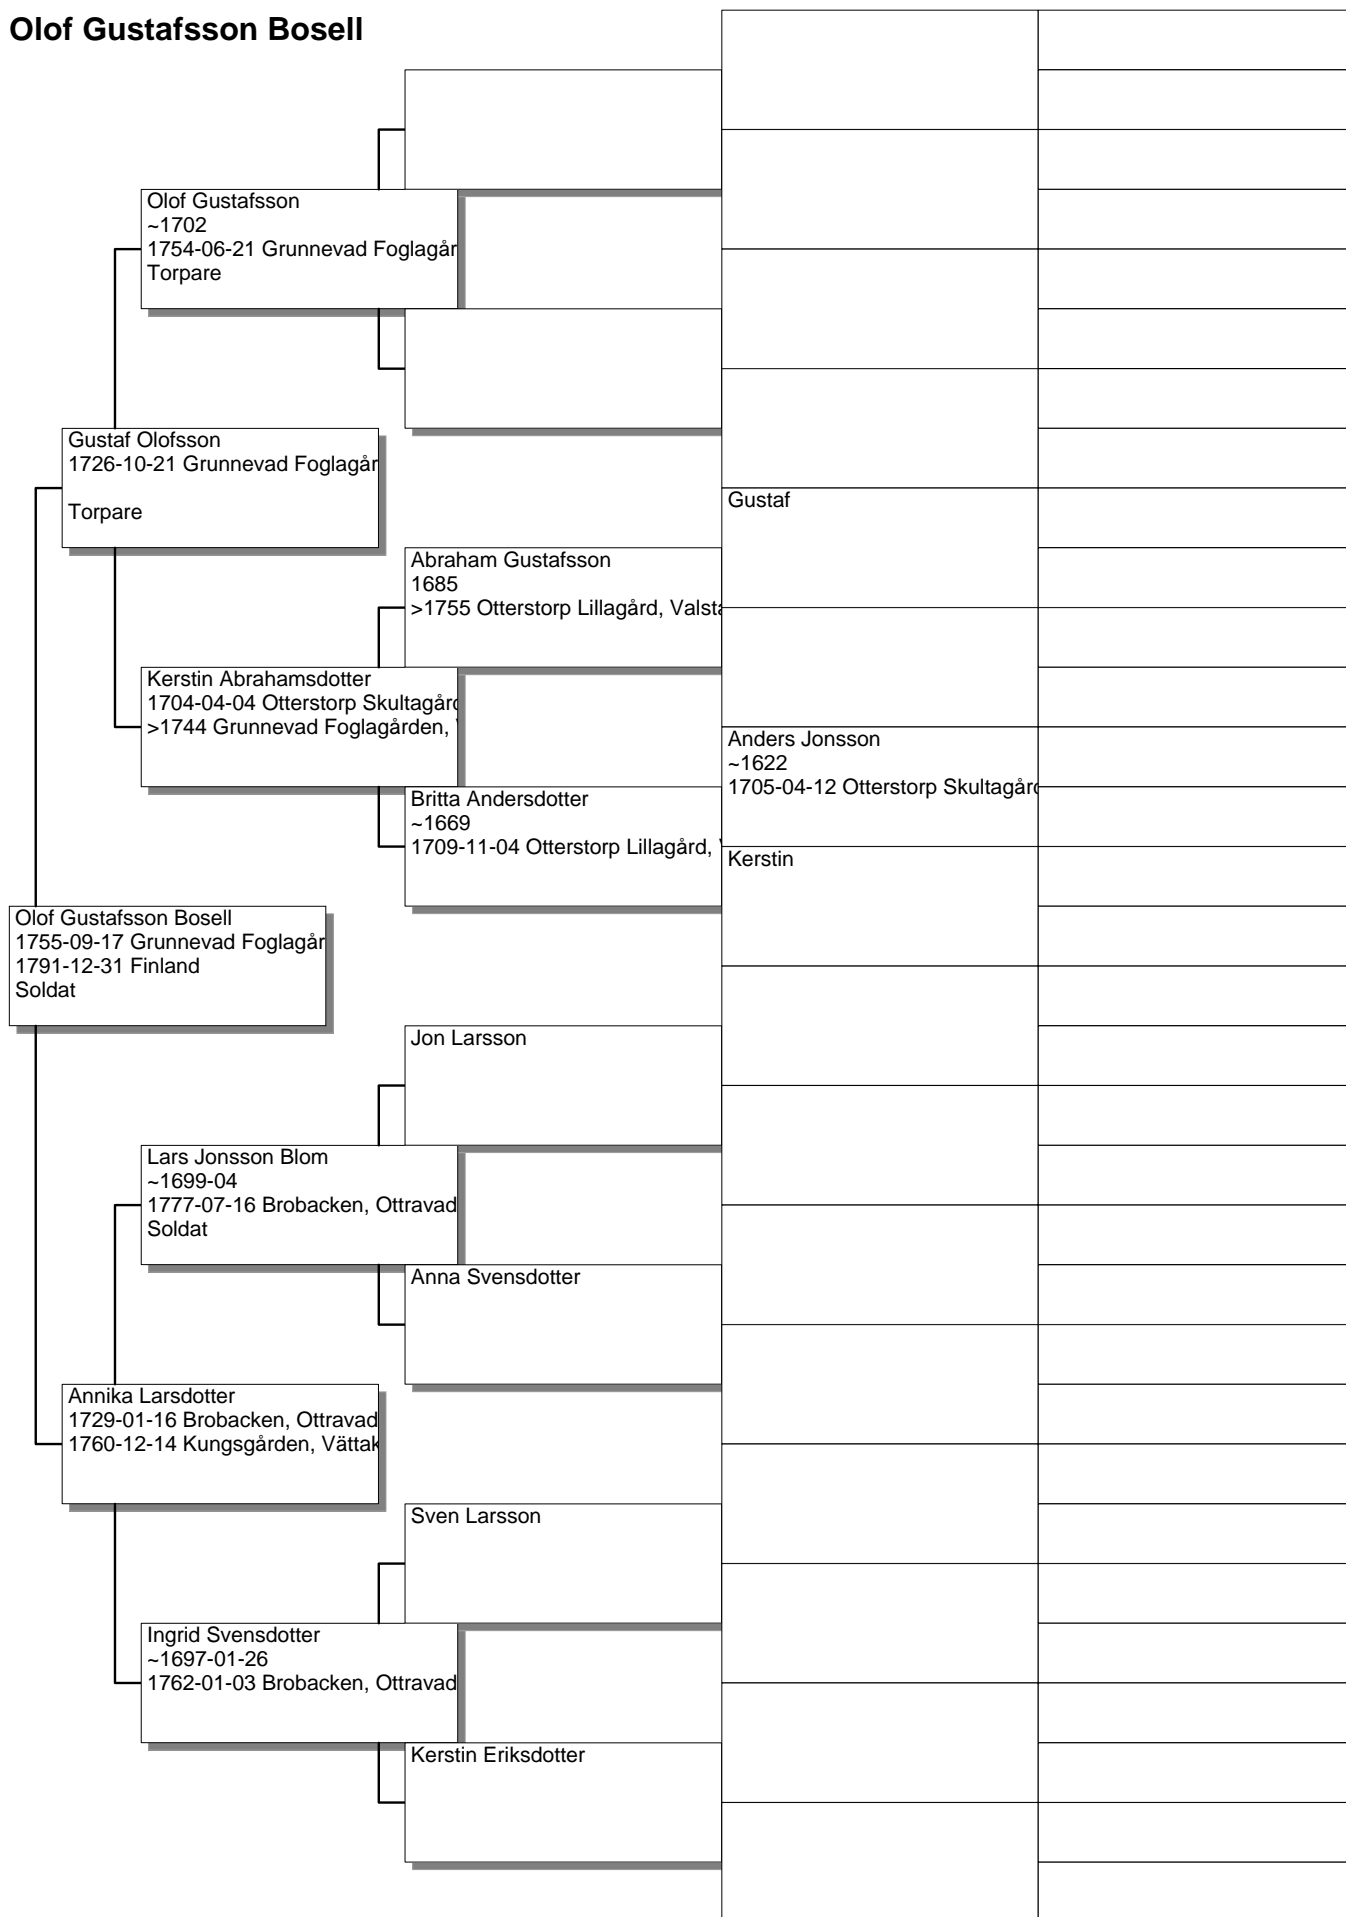 Olof Gustafsson Bosell
Olof Gustafsson
~1702
1754-06-21 Grunnevad Foglagår
Torpare
Gustaf Olofsson
1726-10-21 Grunnevad Foglagår
Torpare
Gustaf
Abraham Gustafsson
1685
>1755 Otterstorp Lillagård, Valsta
Kerstin Abrahamsdotter
1704-04-04 Otterstorp Skultagård
>1744 Grunnevad Foglagården,
Anders Jonsson
~1622
1705-04-12 Otterstorp Skultagård
Britta Andersdotter
~1669
1709-11-04 Otterstorp Lillagård,
Kerstin
Olof Gustafsson Bosell
1755-09-17 Grunnevad Foglagår
1791-12-31 Finland
Soldat
Jon Larsson
Lars Jonsson Blom
~1699-04
1777-07-16 Brobacken, Ottravad
Soldat
Anna Svensdotter
Annika Larsdotter
1729-01-16 Brobacken, Ottravad
1760-12-14 Kungsgården, Vättak
Sven Larsson
Ingrid Svensdotter
~1697-01-26
1762-01-03 Brobacken, Ottravad
Kerstin Eriksdotter